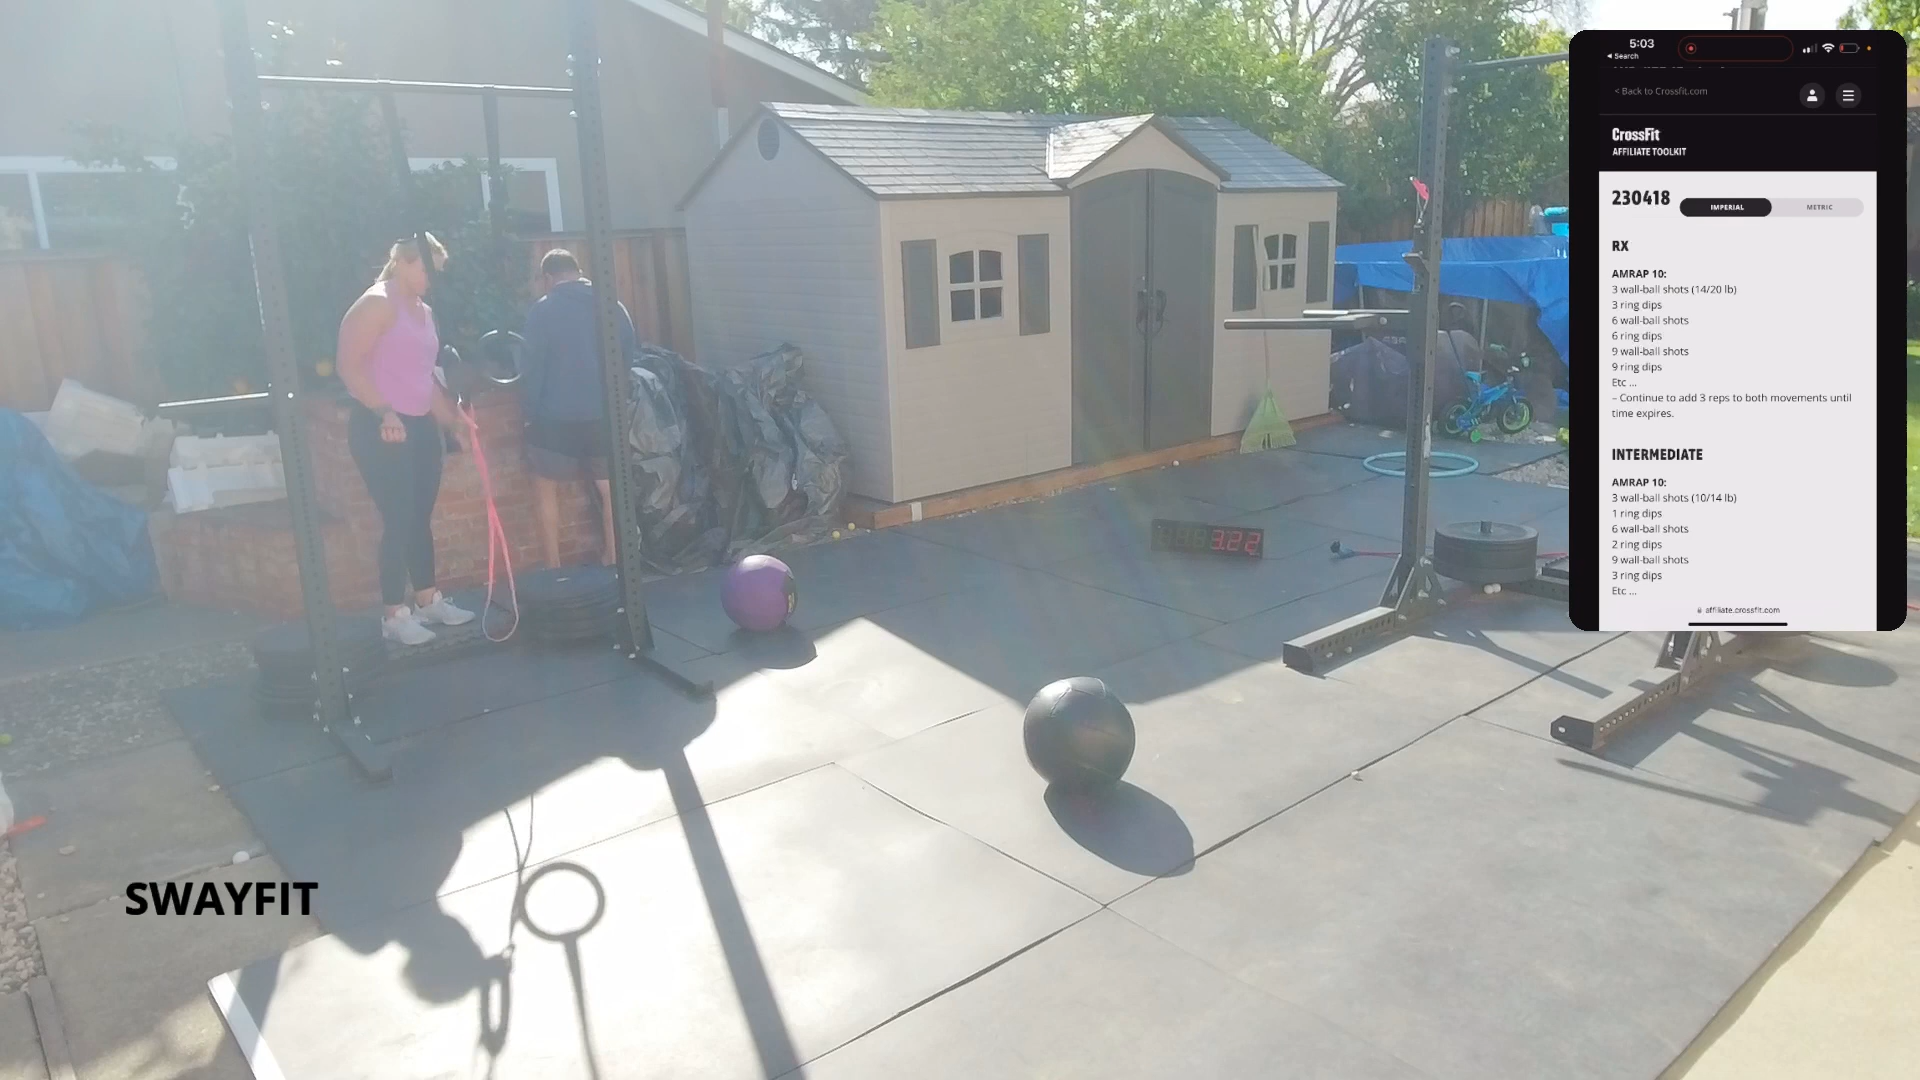 5:03
◂ Search
< Back to Crossfit.com
CrossFit
AFFILIATE TOOLKIT
230418
IMPERIAL
METRIC
RX
AMRAP 10:
3 wall-ball shots (14/20 lb)
3 ring dips
6 wall-ball shots
6 ring dips
9 wall-ball shots
9 ring dips
Etc ...
– Continue to add 3 reps to both movements until
time expires.
INTERMEDIATE
AMRAP 10:
3 wall-ball shots (10/14 lb)
1 ring dips
6 wall-ball shots
2 ring dips
9 wall-ball shots
3 ring dips
Etc ...
affiliate.crossfit.com
3:22
SWAYFIT